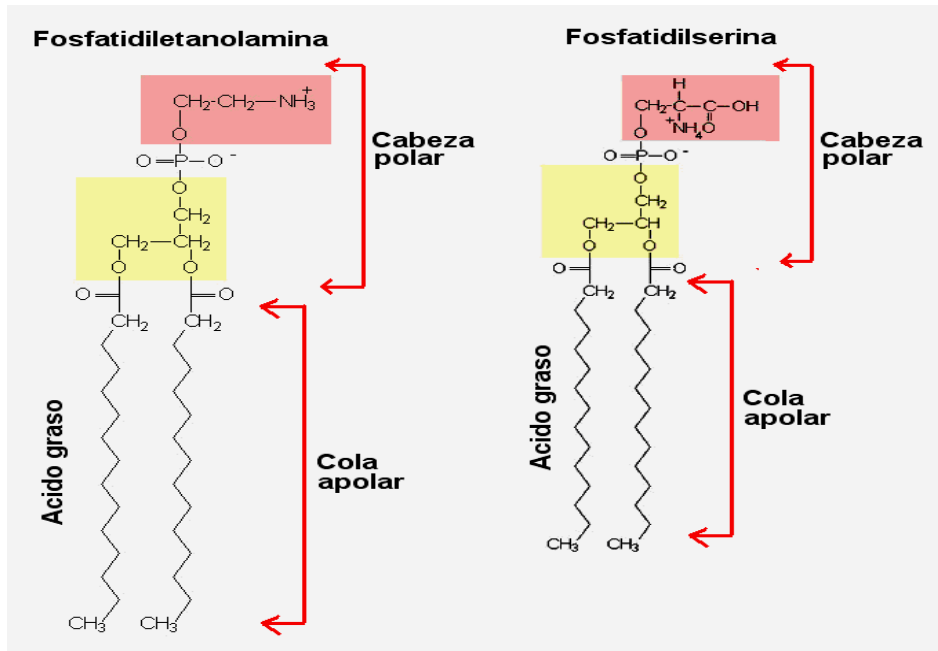 Fosfatidiletanolamina
CH₂-CH₂—NH₃⁺
O
O=P–O⁻
O
CH₂
CH₂—CH₂
O O
O
O
CH₂ CH₂
Acido graso
CH₃ CH₃
Cabeza
polar
Cola
apolar
Fosfatidilserina
H
CH₂–C–C–OH
O ⁺NH₄ O
O=P–O⁻
O
CH₂
CH₂—CH
O O
O
O
CH₂ CH₂
Acido graso
CH₃ CH₃
Cabeza
polar
Cola
apolar